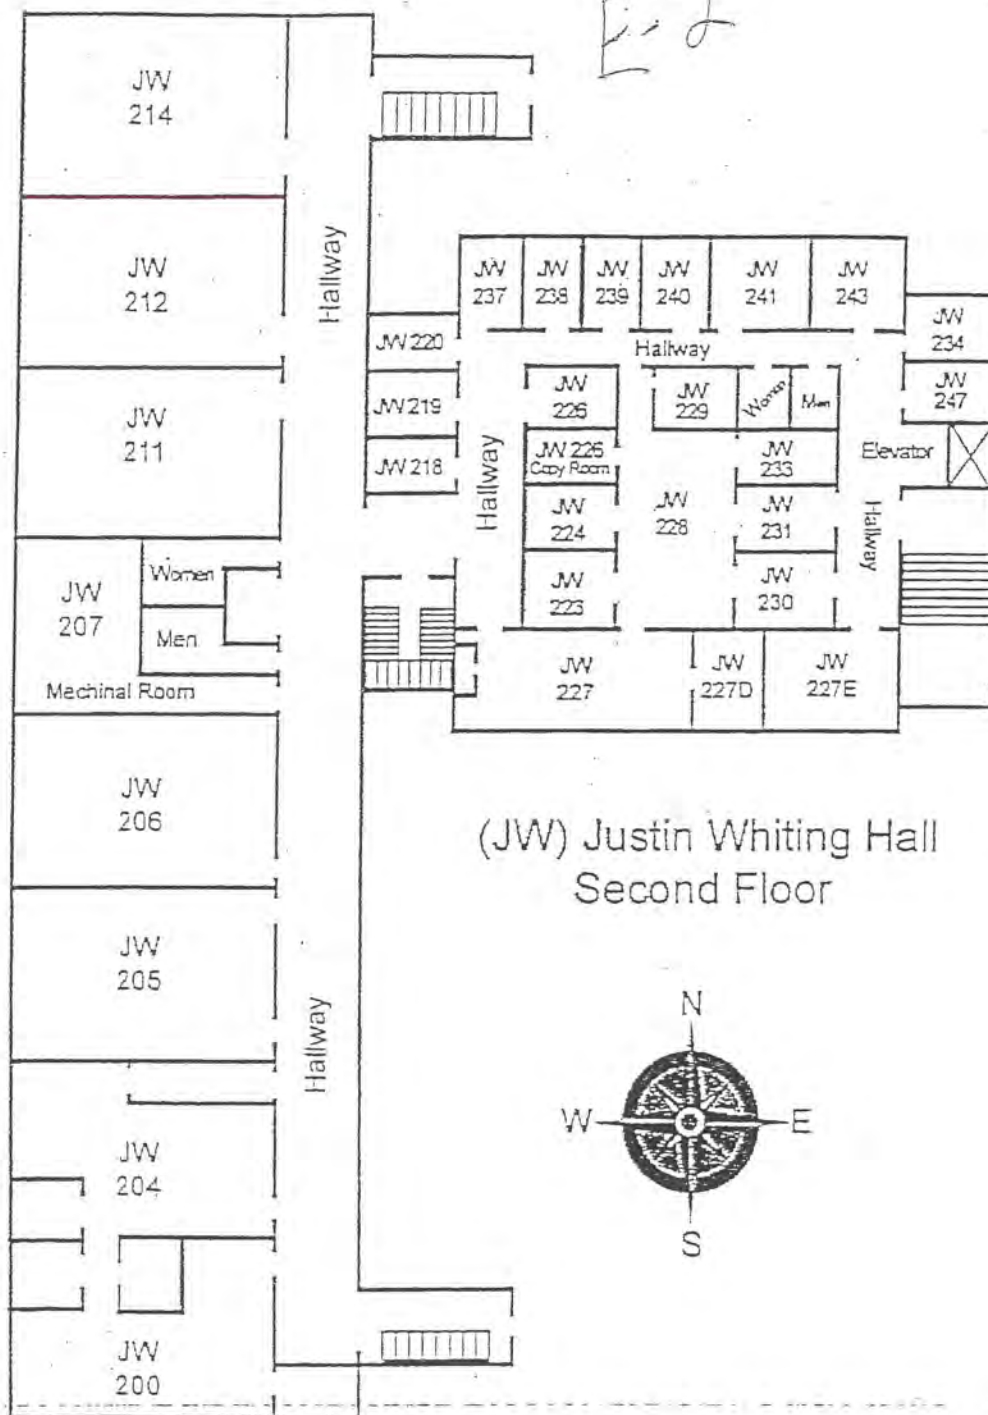 JW
214
JW
212
Hallway
JW
211
JW
207
Women
Men
Mechinal Room
JW
206
JW
205
Hallway
JW
204
JW
200
JW 220
JW 219
JW 218
Hallway
JW
237
JW
238
JW
239
JW
240
JW
241
JW
243
JW
234
JW
247
Hallway
JW
226
JW 226
Copy Room
JW
224
JW
223
JW
228
JW
229
Women
Men
JW
233
JW
231
JW
230
Elevator
Hallway
JW
227
JW
227D
JW
227E
(JW) Justin Whiting Hall
Second Floor
N
W
E
S